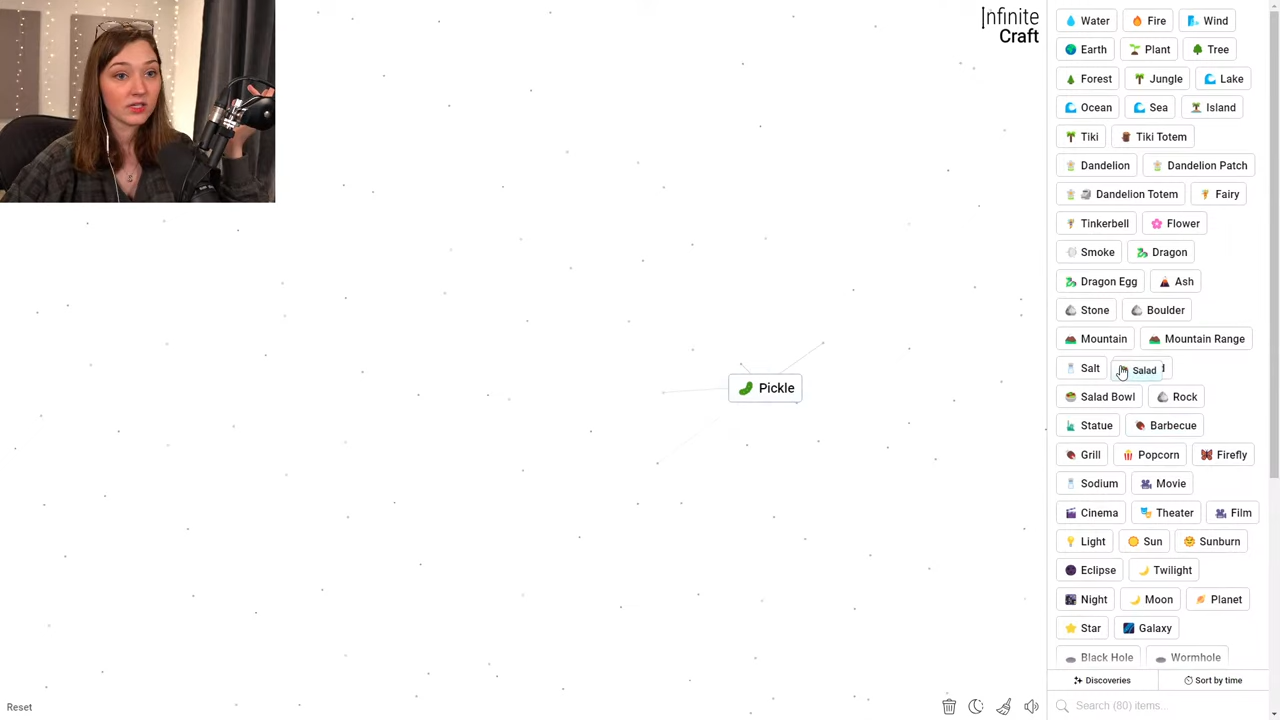 Infinite
Craft
Water Fire Wind
Earth Plant Tree
Forest Jungle Lake
Ocean Sea Island
Tiki Tiki Totem
Dandelion Dandelion Patch
Dandelion Totem Fairy
Tinkerbell Flower
Smoke Dragon
Dragon Egg Ash
Stone Boulder
Mountain Mountain Range
Salt Salad
Pickle
Salad Bowl Rock
Statue Barbecue
Grill Popcorn Firefly
Sodium Movie
Cinema Theater Film
Light Sun Sunburn
Eclipse Twilight
Night Moon Planet
Star Galaxy
Black Hole Wormhole
Discoveries Sort by time
Reset
Search (80) items...